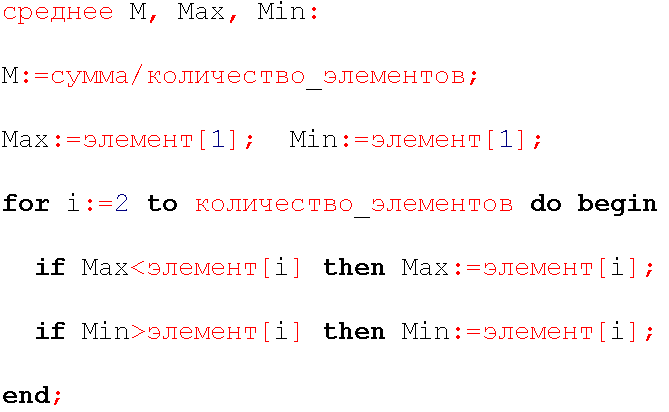 среднее M, Max, Min:
M:=сумма/количество_элементов;
Max:=элемент[1];  Min:=элемент[1];
for i:=2 to количество_элементов do begin
  if Max<элемент[i] then Max:=элемент[i];
  if Min>элемент[i] then Min:=элемент[i];
end;